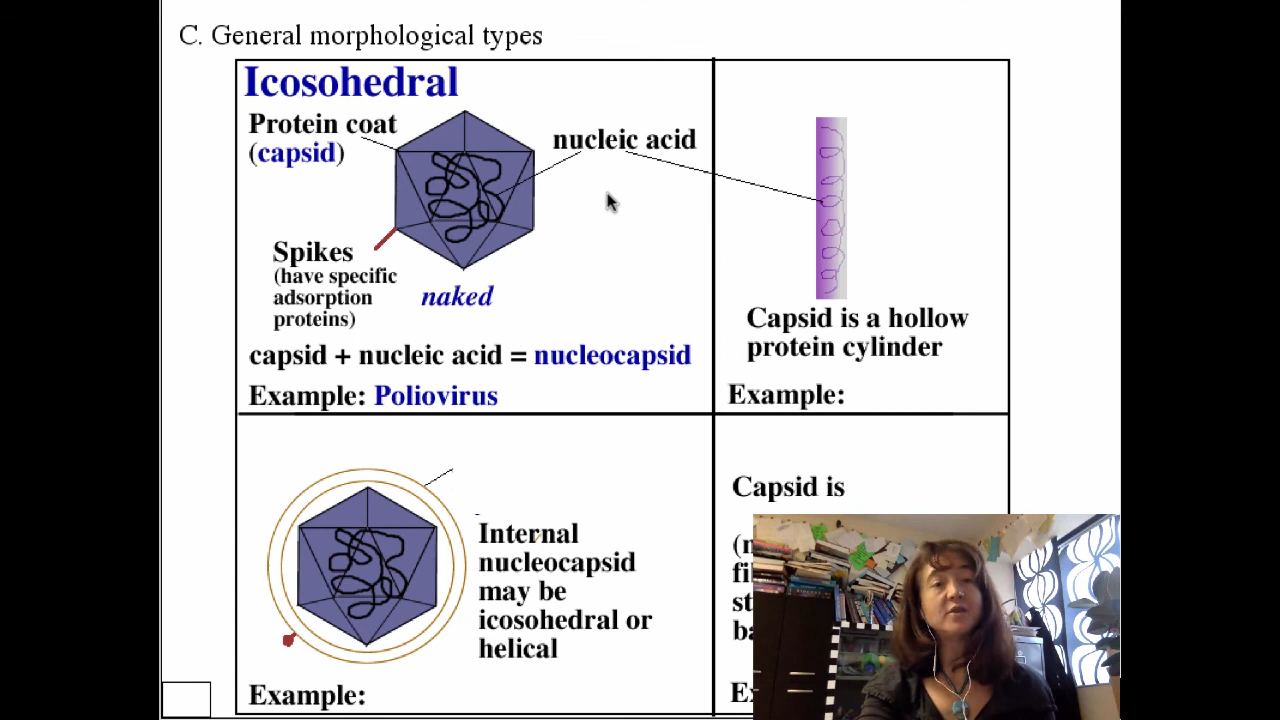 C. General morphological types
Icosohedral
Protein coat
(capsid)
nucleic acid
Spikes
(have specific
adsorption
proteins)
naked
capsid + nucleic acid = nucleocapsid
Example: Poliovirus
Capsid is a hollow
protein cylinder
Example:
Internal
nucleocapsid
may be
icosohedral or
helical
Example:
Capsid is